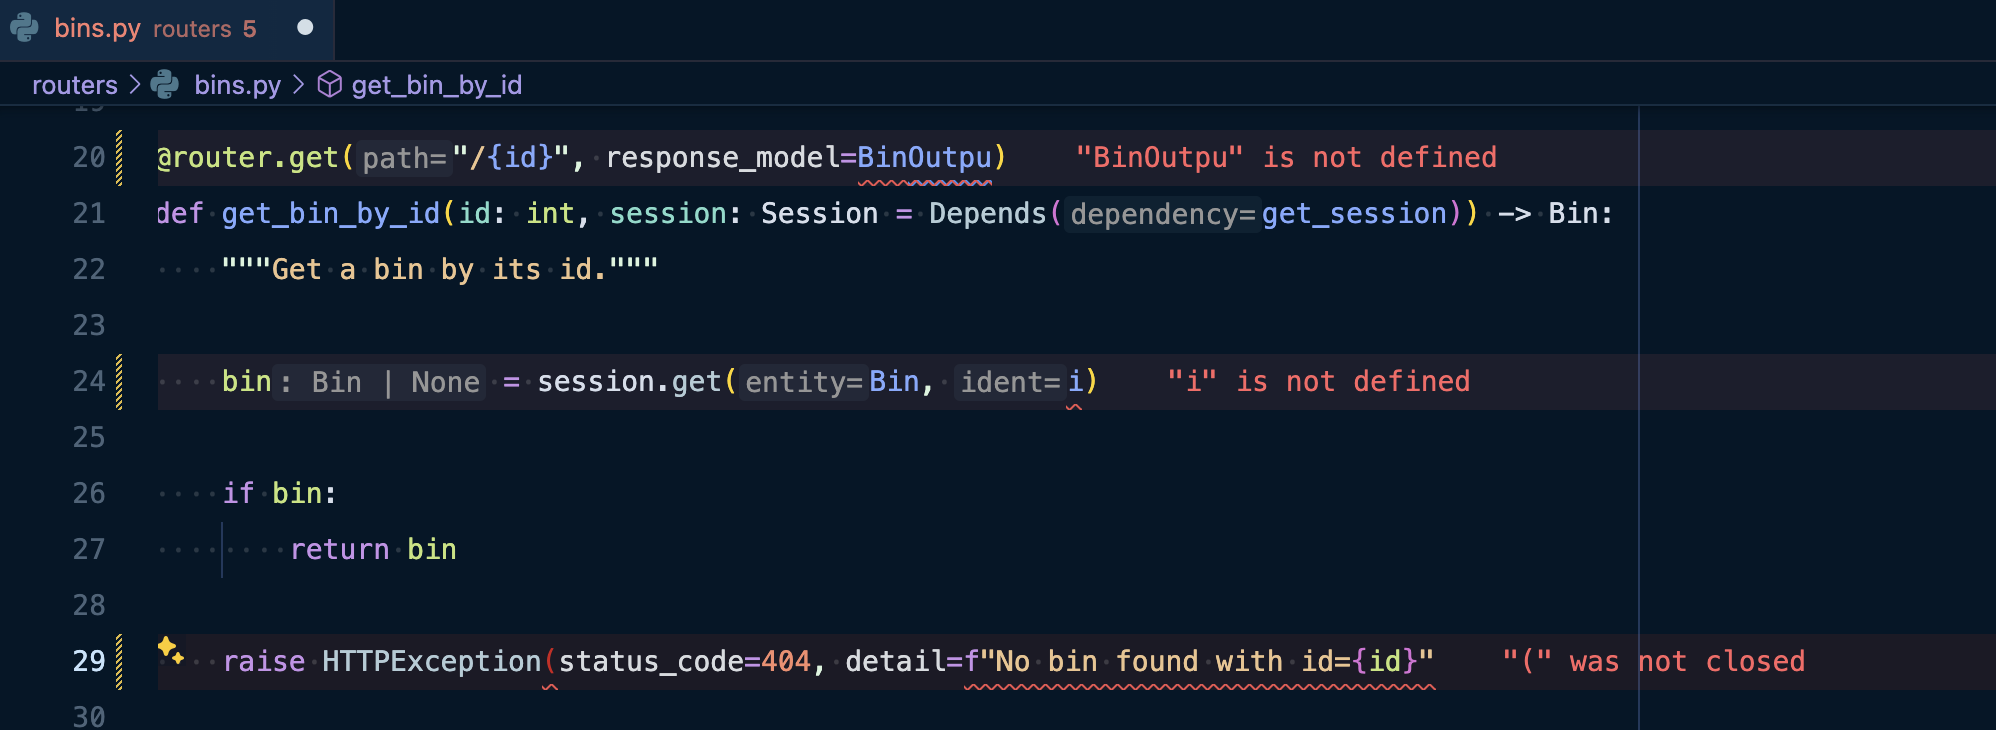 bins.py routers 5
routers > bins.py > get_bin_by_id
19
20 @router.get(path="/{id}", response_model=BinOutpu) "BinOutpu" is not defined
21 def get_bin_by_id(id: int, session: Session = Depends(dependency=get_session)) -> Bin:
22 """Get a bin by its id."""
23
24 bin: Bin | None = session.get(entity=Bin, ident=i) "i" is not defined
25
26 if bin:
27 return bin
28
29 raise HTTPException(status_code=404, detail=f"No bin found with id={id}" "(" was not closed
30